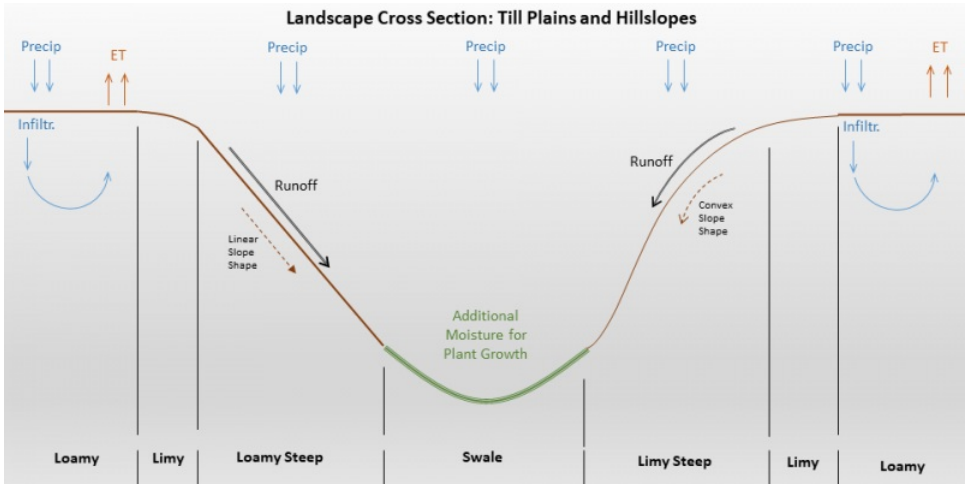 Landscape Cross Section: Till Plains and Hillslopes
Precip
ET
Precip
Precip
Precip
Precip
ET
Infiltr.
Infiltr.
Runoff
Runoff
Linear
Slope
Shape
Convex
Slope
Shape
Additional
Moisture for
Plant Growth
Loamy
Limy
Loamy Steep
Swale
Limy Steep
Limy
Loamy